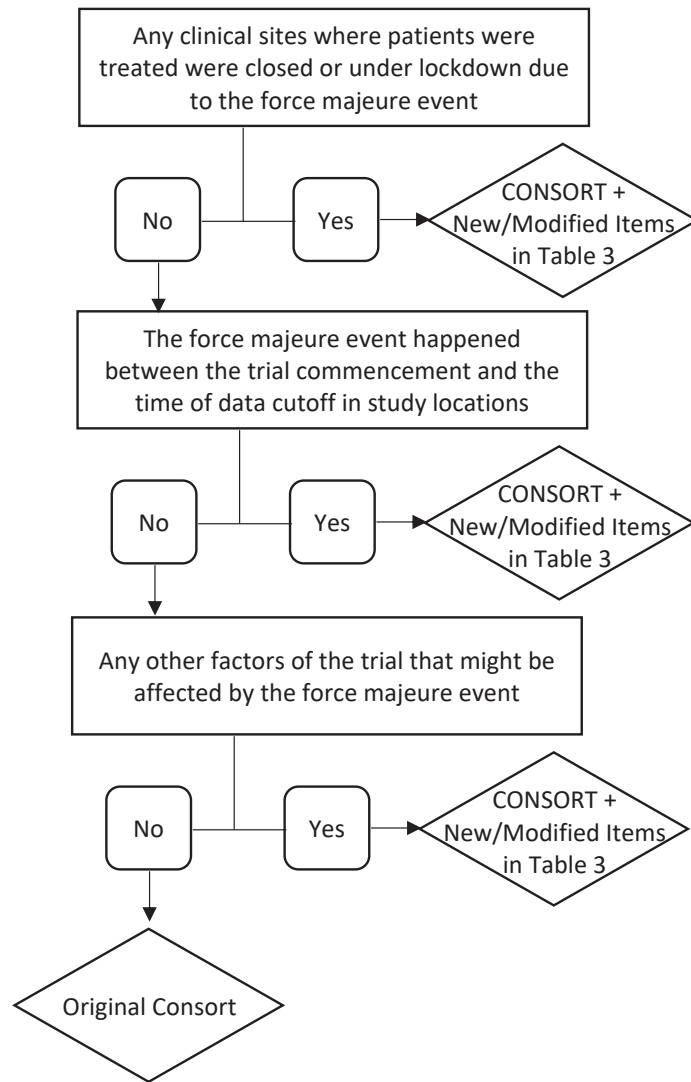 Any clinical sites where patients were
treated were closed or under lockdown due
to the force majeure event
No
Yes
CONSORT +
New/Modified Items
in Table 3
The force majeure event happened
between the trial commencement and the
time of data cutoff in study locations
No
Yes
CONSORT +
New/Modified Items
in Table 3
Any other factors of the trial that might be
affected by the force majeure event
No
Yes
CONSORT +
New/Modified Items
in Table 3
Original Consort